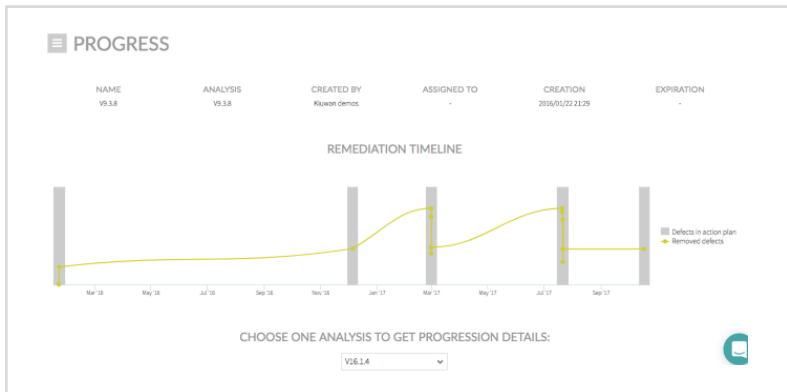 PROGRESS
NAME ANALYSIS CREATED BY ASSIGNED TO CREATION EXPIRATION
V9.3.8 V9.3.8 Kiuwan demos - 2016/01/22 21:29 -
REMEDIATION TIMELINE
Defects in action plan
Removed defects
Mar '16 May '16 Jul '16 Sep '16 Nov '16 Jan '17 Mar '17 May '17 Jul '17 Sep '17
CHOOSE ONE ANALYSIS TO GET PROGRESSION DETAILS:
V16.1.4